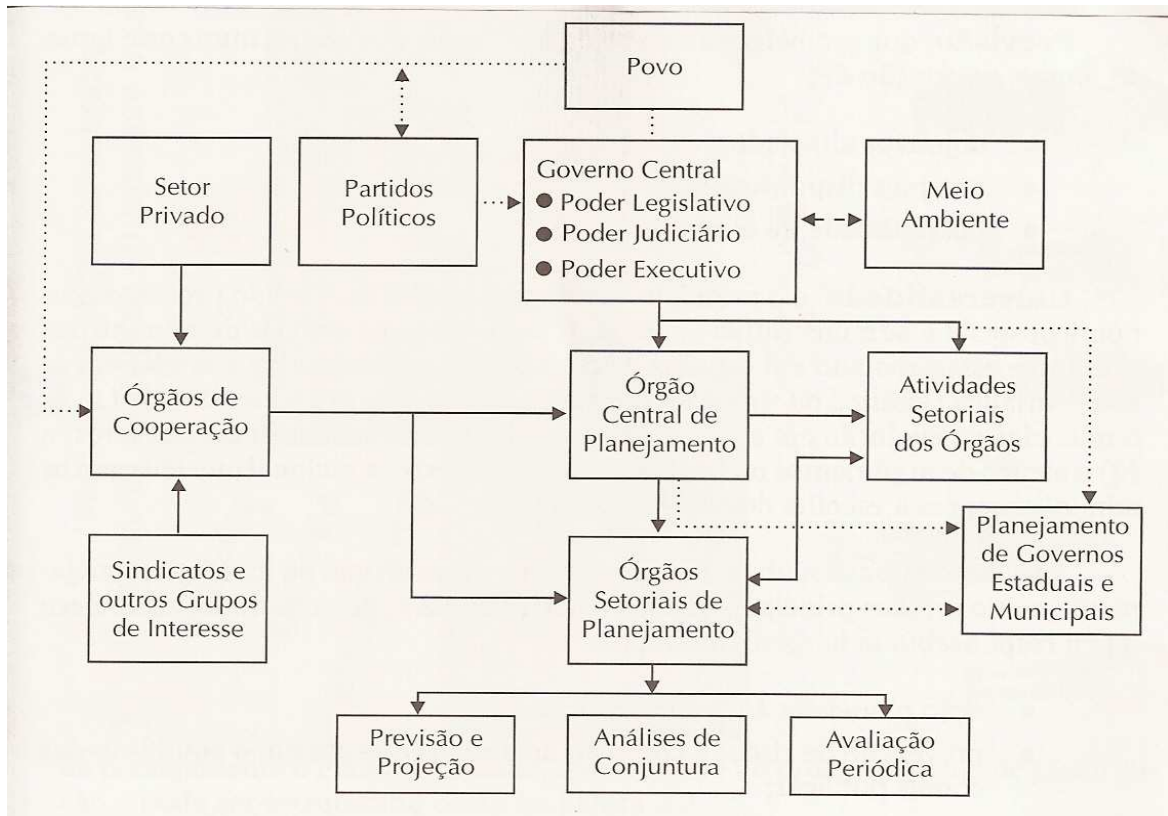 Povo
Setor
Privado
Partidos
Políticos
Governo Central
Poder Legislativo
Poder Judiciário
Poder Executivo
Meio
Ambiente
Órgãos de
Cooperação
Órgão
Central de
Planejamento
Atividades
Setoriais
dos Órgãos
Sindicatos e
outros Grupos
de Interesse
Órgãos
Setoriais de
Planejamento
Planejamento
de Governos
Estaduais e
Municipais
Previsão e
Projeção
Análises de
Conjuntura
Avaliação
Periódica